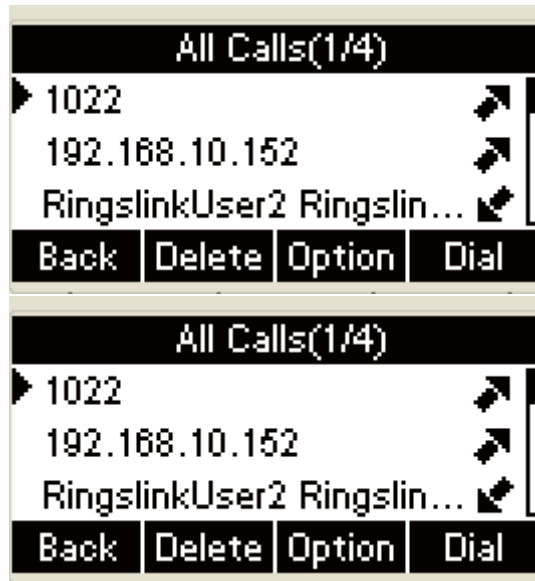 All Calls(1/4)
1022
192.168.10.152
RingslinkUser2 Ringslin...
Back Delete Option Dial
All Calls(1/4)
1022
192.168.10.152
RingslinkUser2 Ringslin...
Back Delete Option Dial